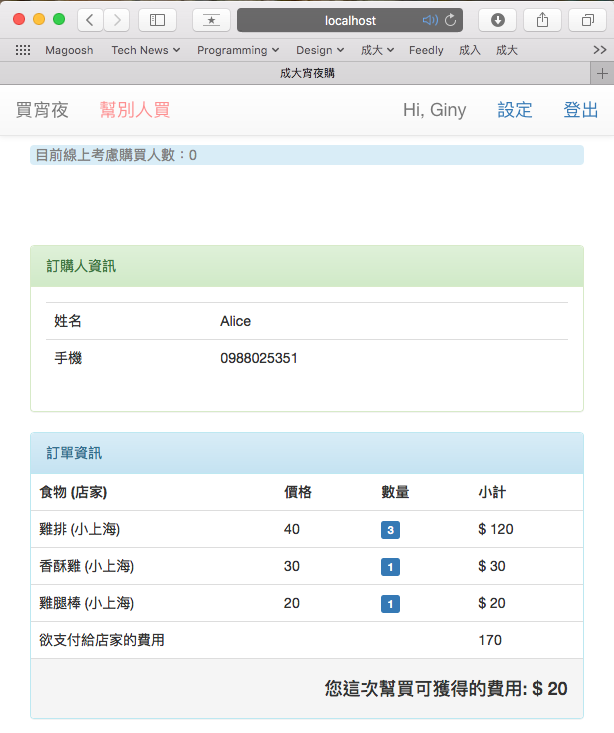 localhost
Magoosh Tech News Programming Design 成大 Feedly 成入 成大
成大宵夜購
買宵夜 幫別人買 Hi, Giny 設定 登出
目前線上考慮購買人數：0
訂購人資訊
姓名 Alice
手機 0988025351
訂單資訊
食物 (店家) 價格 數量 小計
雞排 (小上海) 40 3 $ 120
香酥雞 (小上海) 30 1 $ 30
雞腿棒 (小上海) 20 1 $ 20
欲支付給店家的費用 170
您這次幫買可獲得的費用: $ 20